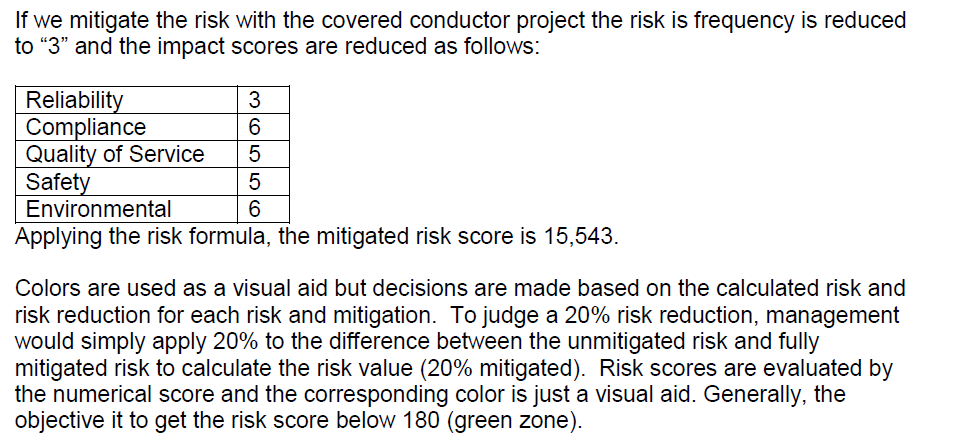 If we mitigate the risk with the covered conductor project the risk is frequency is reduced
to “3” and the impact scores are reduced as follows:
Reliability 3
Compliance 6
Quality of Service 5
Safety 5
Environmental 6
Applying the risk formula, the mitigated risk score is 15,543.
Colors are used as a visual aid but decisions are made based on the calculated risk and
risk reduction for each risk and mitigation. To judge a 20% risk reduction, management
would simply apply 20% to the difference between the unmitigated risk and fully
mitigated risk to calculate the risk value (20% mitigated). Risk scores are evaluated by
the numerical score and the corresponding color is just a visual aid. Generally, the
objective it to get the risk score below 180 (green zone).